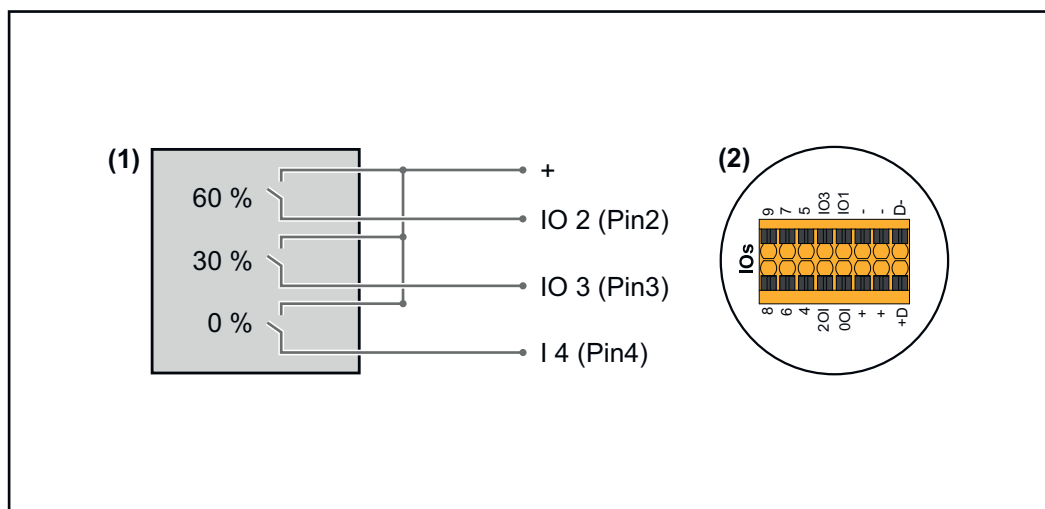 (1)
60 %
30 %
0 %
+
IO 2 (Pin2)
IO 3 (Pin3)
I 4 (Pin4)
(2)
IOs
9 7 5 IO3 IO1 - - D-
8 6 4 2OI 0OI + + +D